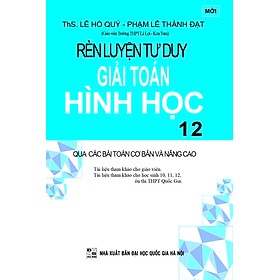 MỚI
ThS. LÊ HỒ QUÝ - PHẠM LÊ THÀNH ĐẠT
(Giáo viên Trường THPT Lê Lợi - Kon Tum)
RÈN LUYỆN TƯ DUY
GIẢI TOÁN
HÌNH HỌC
12
QUA CÁC BÀI TOÁN CƠ BẢN VÀ NÂNG CAO
Tài liệu tham khảo cho giáo viên.
Tài liệu tham khảo cho học sinh 10, 11, 12,
ôn thi THPT Quốc Gia.
NHÀ XUẤT BẢN ĐẠI HỌC QUỐC GIA HÀ NỘI